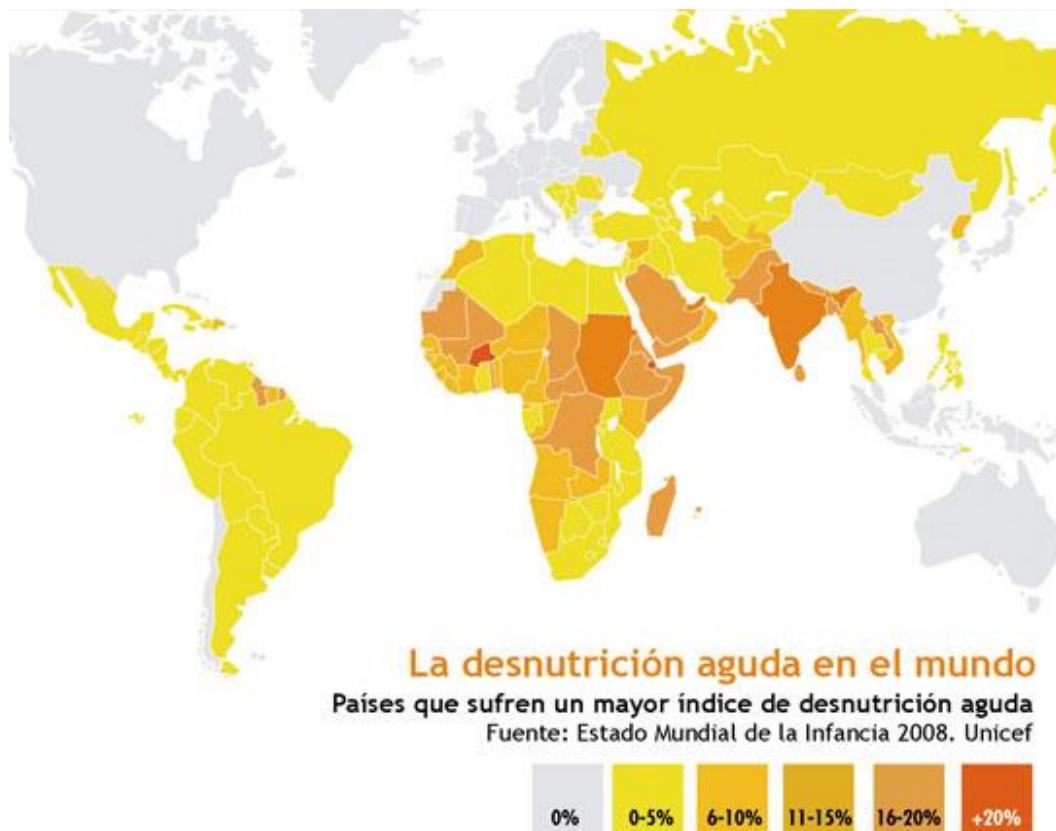 La desnutrición aguda en el mundo
Países que sufren un mayor índice de desnutrición aguda
Fuente: Estado Mundial de la Infancia 2008. Unicef
0% 0-5% 6-10% 11-15% 16-20% +20%